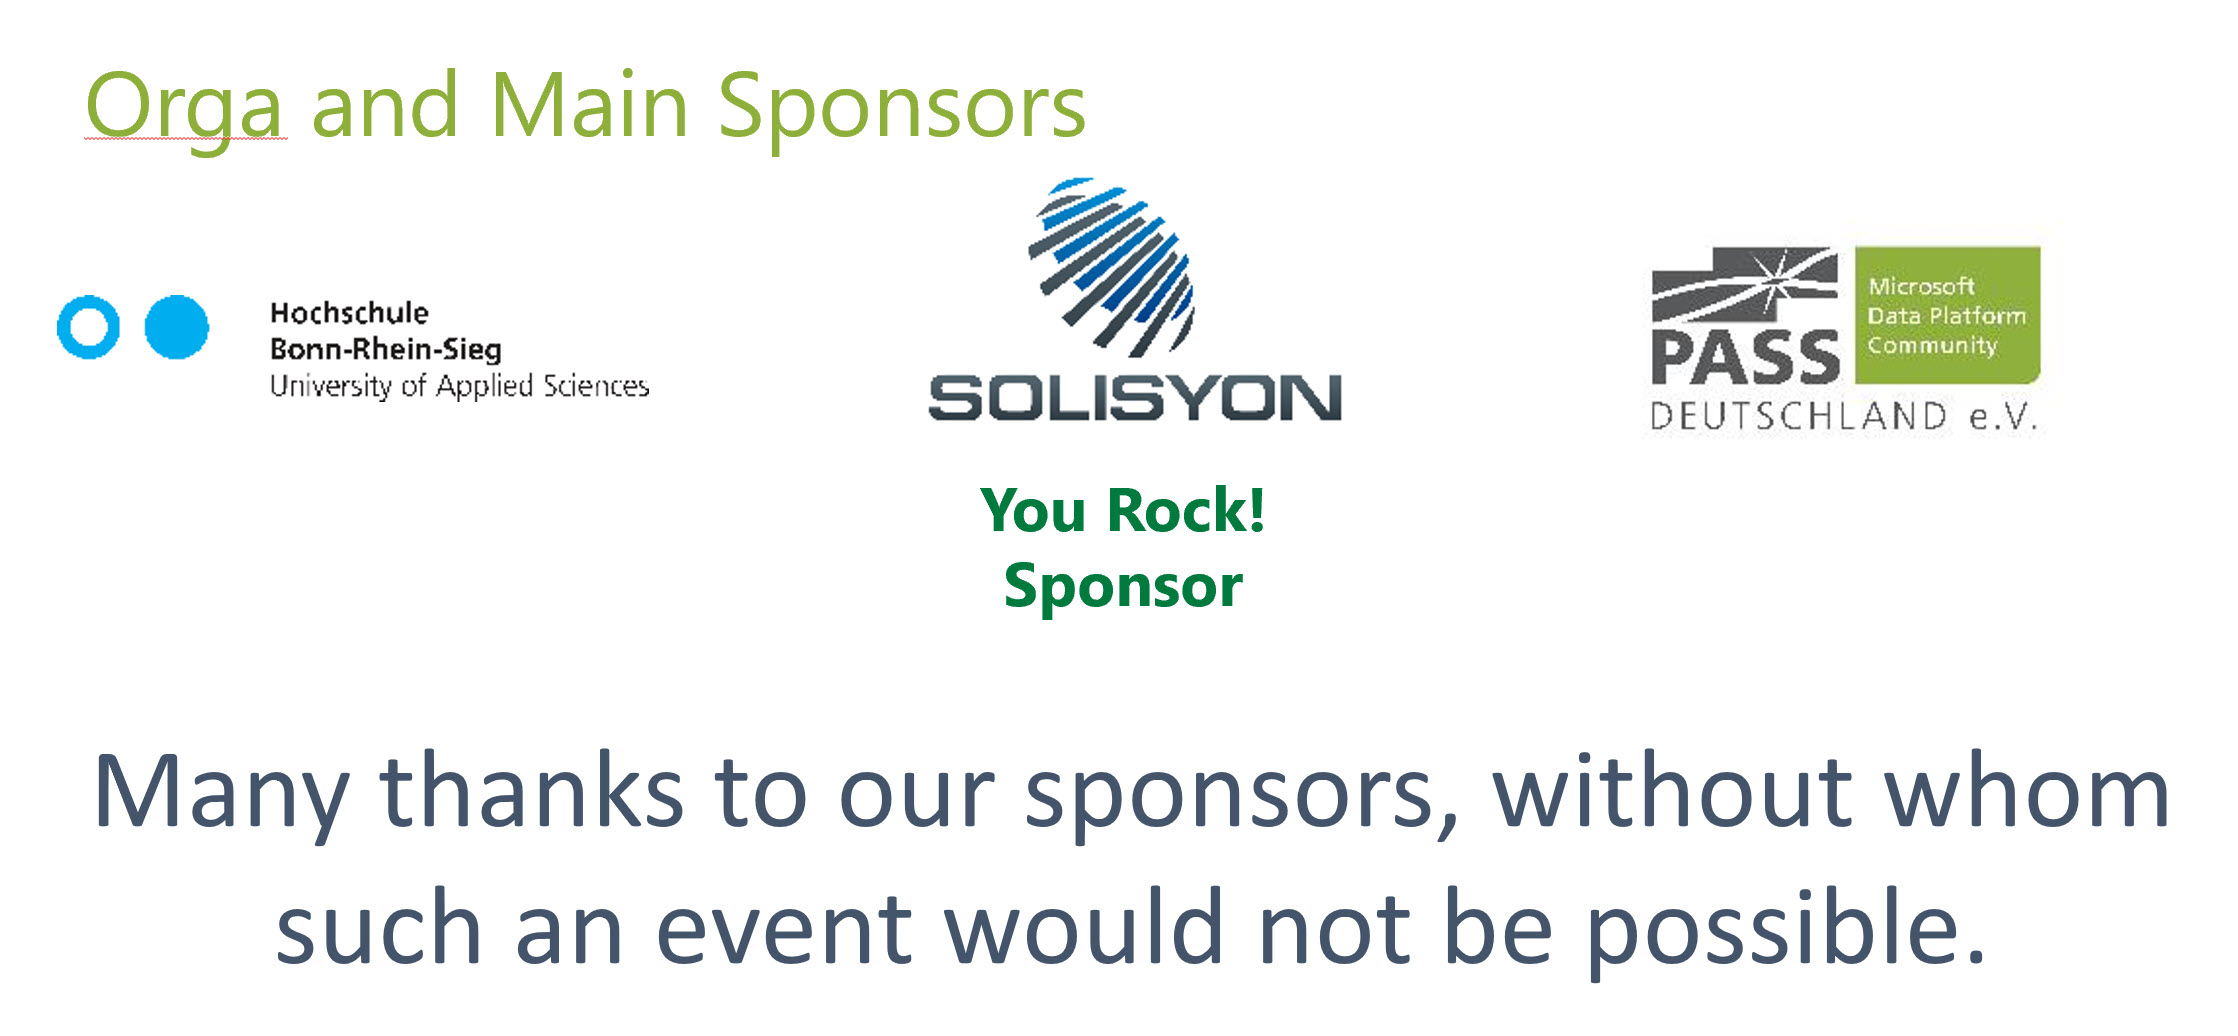 Orga and Main Sponsors
Hochschule
Bonn-Rhein-Sieg
University of Applied Sciences
SOLISYON
PASS
DEUTSCHLAND e.V.
Microsoft
Data Platform
Community
You Rock!
Sponsor
Many thanks to our sponsors, without whom
such an event would not be possible.